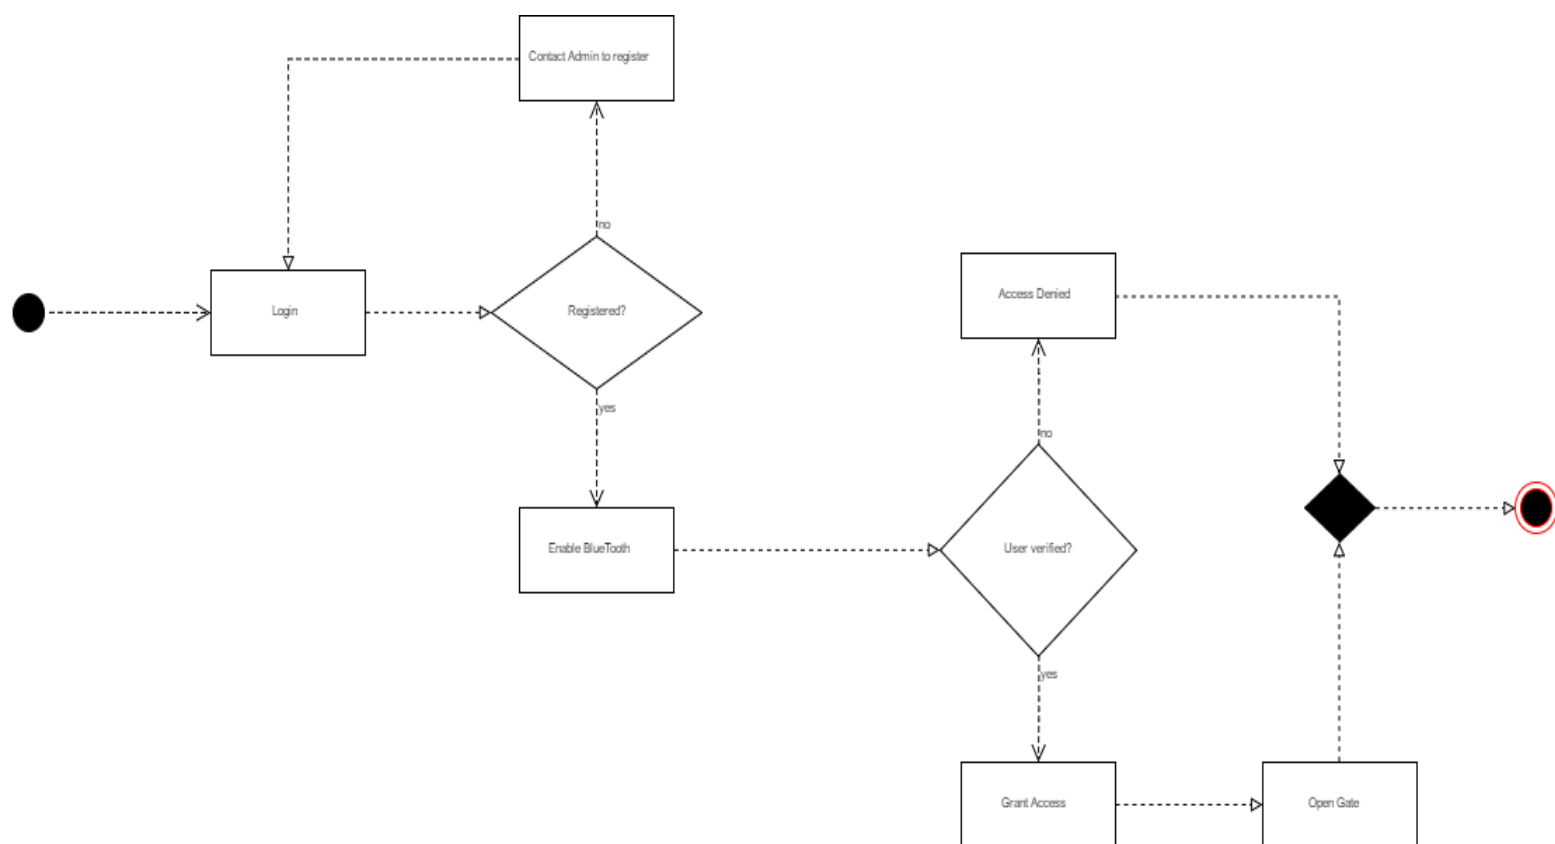 Contact Admin to register
no
Login
Registered?
yes
Access Denied
no
Enable BlueTooth
User verified?
yes
Grant Access
Open Gate